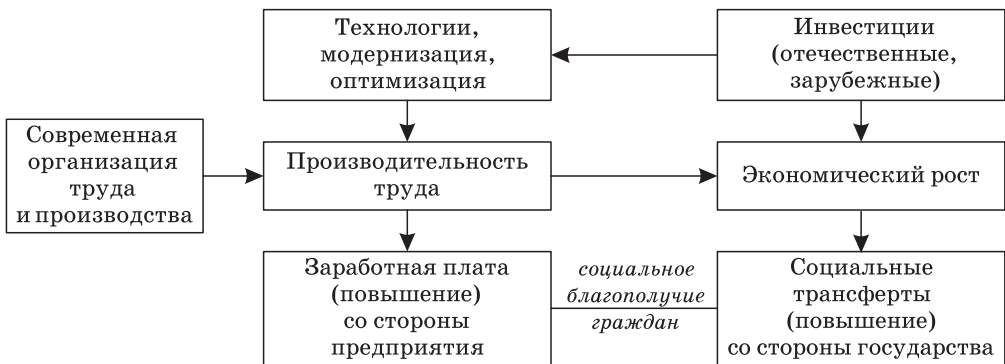 Технологии,
модернизация,
оптимизация
Инвестиции
(отечественные,
зарубежные)
Современная
организация
труда
и производства
Производительность
труда
Экономический рост
Заработная плата
(повышение)
со стороны
предприятия
социальное
благополучие
граждан
Социальные
трансферты
(повышение)
со стороны государства